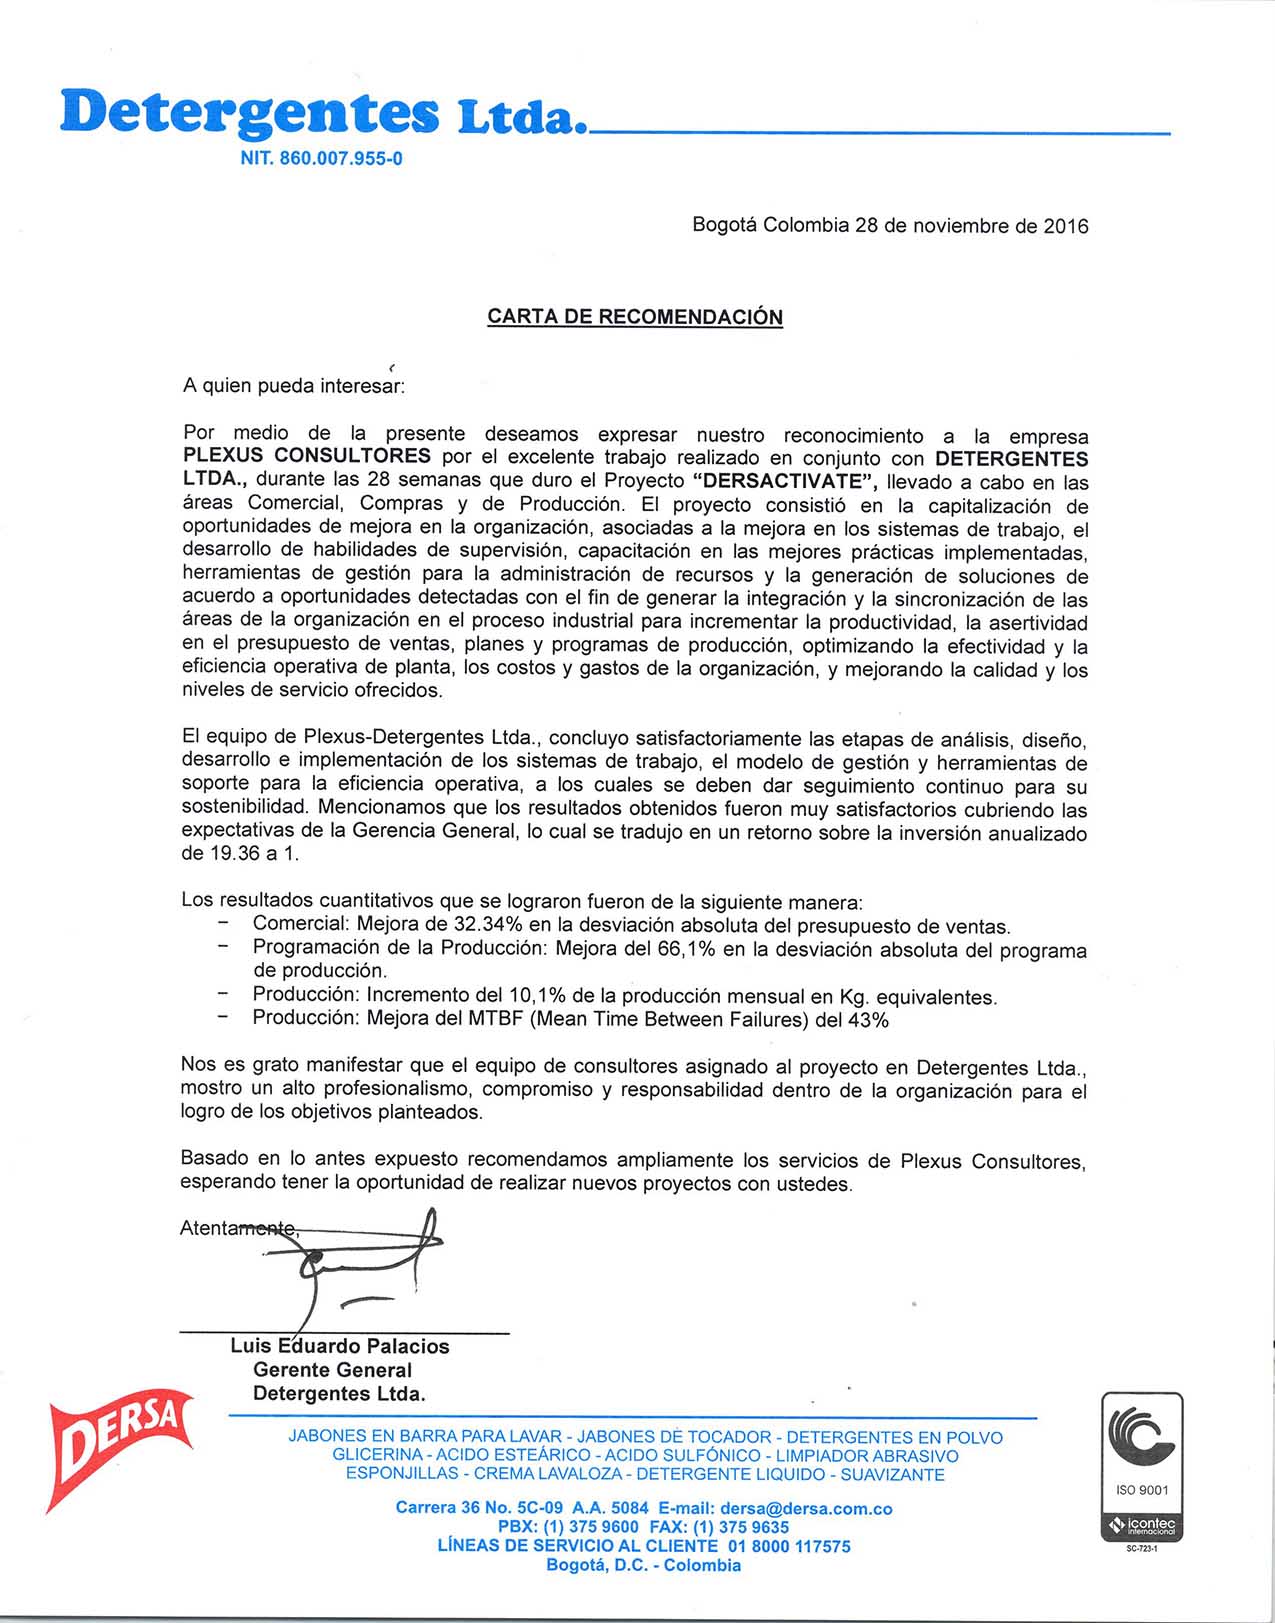 Detergentes Ltda.
NIT. 860.007.955-0
Bogotá Colombia 28 de noviembre de 2016
CARTA DE RECOMENDACIÓN
A quien pueda interesar:
Por medio de la presente deseamos expresar nuestro reconocimiento a la empresa
PLEXUS CONSULTORES por el excelente trabajo realizado en conjunto con DETERGENTES
LTDA., durante las 28 semanas que duro el Proyecto “DERSACTIVATE”, llevado a cabo en las
áreas Comercial, Compras y de Producción. El proyecto consistió en la capitalización de
oportunidades de mejora en la organización, asociadas a la mejora en los sistemas de trabajo, el
desarrollo de habilidades de supervisión, capacitación en las mejores prácticas implementadas,
herramientas de gestión para la administración de recursos y la generación de soluciones de
acuerdo a oportunidades detectadas con el fin de generar la integración y la sincronización de las
áreas de la organización en el proceso industrial para incrementar la productividad, la asertividad
en el presupuesto de ventas, planes y programas de producción, optimizando la efectividad y la
eficiencia operativa de planta, los costos y gastos de la organización, y mejorando la calidad y los
niveles de servicio ofrecidos.
El equipo de Plexus-Detergentes Ltda., concluyo satisfactoriamente las etapas de análisis, diseño,
desarrollo e implementación de los sistemas de trabajo, el modelo de gestión y herramientas de
soporte para la eficiencia operativa, a los cuales se deben dar seguimiento continuo para su
sostenibilidad. Mencionamos que los resultados obtenidos fueron muy satisfactorios cubriendo las
expectativas de la Gerencia General, lo cual se tradujo en un retorno sobre la inversión anualizado
de 19.36 a 1.
Los resultados cuantitativos que se lograron fueron de la siguiente manera:
– Comercial: Mejora de 32.34% en la desviación absoluta del presupuesto de ventas.
– Programación de la Producción: Mejora del 66,1% en la desviación absoluta del programa
de producción.
– Producción: Incremento del 10,1% de la producción mensual en Kg. equivalentes.
– Producción: Mejora del MTBF (Mean Time Between Failures) del 43%
Nos es grato manifestar que el equipo de consultores asignado al proyecto en Detergentes Ltda.,
mostro un alto profesionalismo, compromiso y responsabilidad dentro de la organización para el
logro de los objetivos planteados.
Basado en lo antes expuesto recomendamos ampliamente los servicios de Plexus Consultores,
esperando tener la oportunidad de realizar nuevos proyectos con ustedes.
Atentamente,
Luis Eduardo Palacios
Gerente General
Detergentes Ltda.
DERSA
JABONES EN BARRA PARA LAVAR - JABONES DE TOCADOR - DETERGENTES EN POLVO
GLICERINA - ACIDO ESTEÁRICO - ACIDO SULFÓNICO - LIMPIADOR ABRASIVO
ESPONJILLAS - CREMA LAVALOZA - DETERGENTE LIQUIDO - SUAVIZANTE
Carrera 36 No. 5C-09 A.A. 5084 E-mail: dersa@dersa.com.co
PBX: (1) 375 9600 FAX: (1) 375 9635
LÍNEAS DE SERVICIO AL CLIENTE 01 8000 117575
Bogotá, D.C. - Colombia
ISO 9001
icontec
internacional
SC-723-1